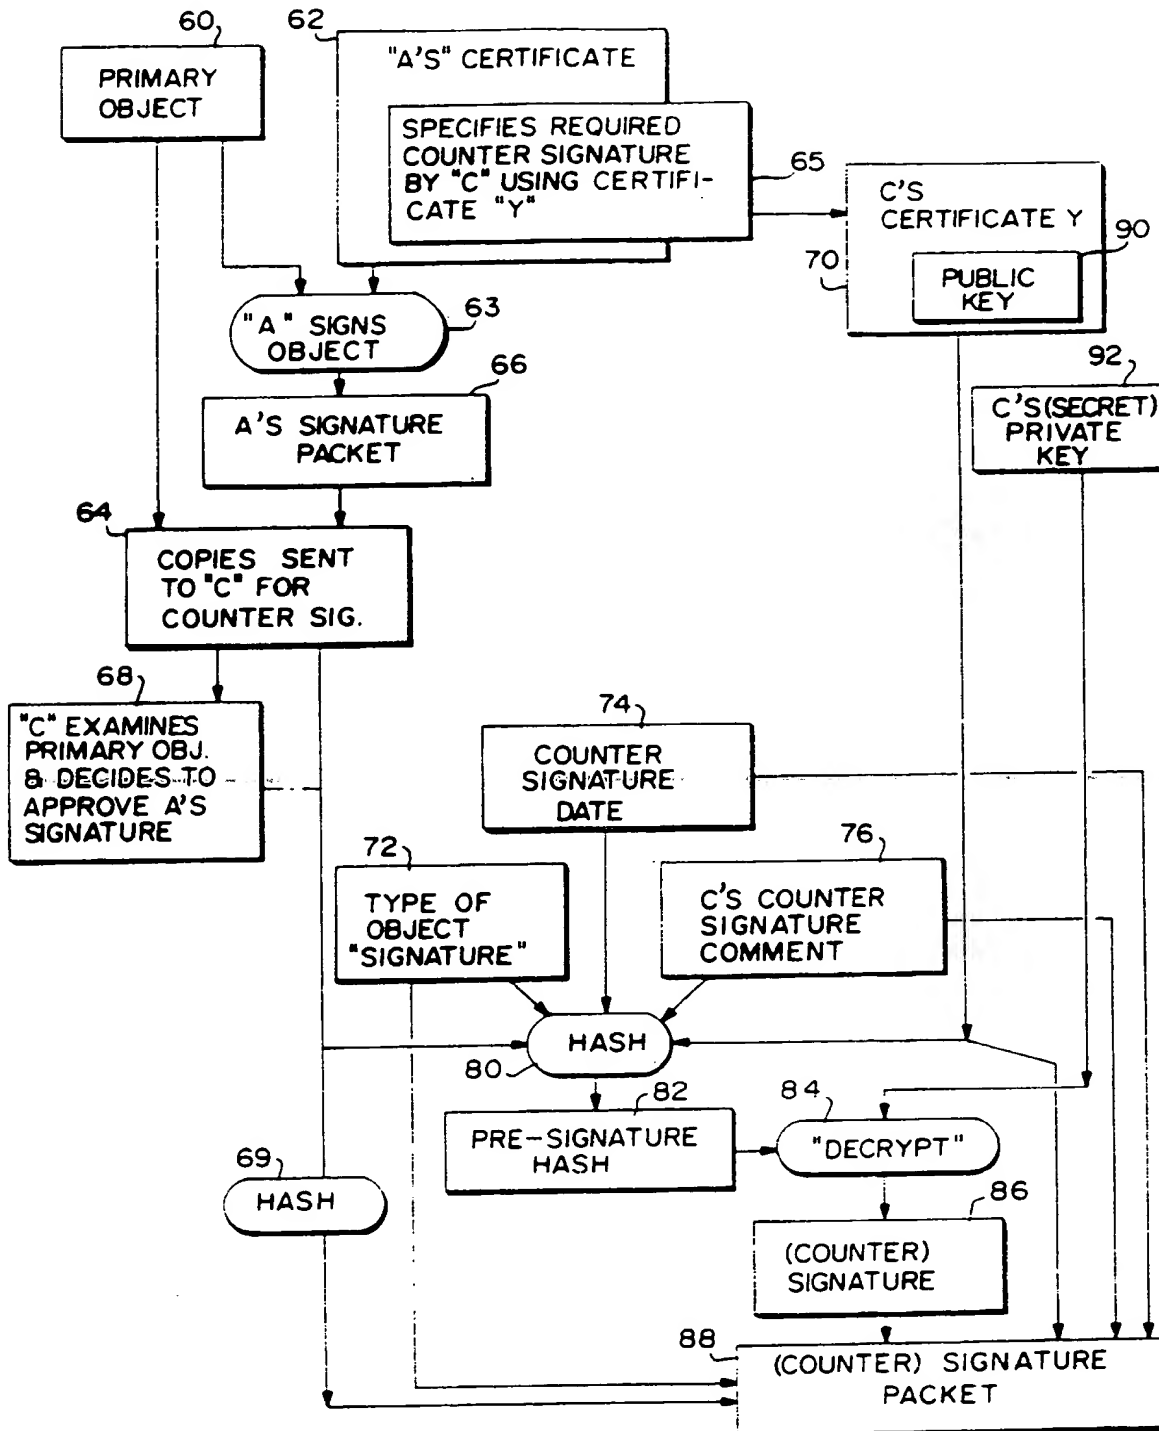 60
PRIMARY
OBJECT
62
"A'S" CERTIFICATE
SPECIFIES REQUIRED
COUNTER SIGNATURE
BY "C" USING CERTIFI-
CATE "Y"
65
C'S
CERTIFICATE Y
70
90
PUBLIC
KEY
"A" SIGNS
OBJECT
63
66
A'S SIGNATURE
PACKET
92
C'S(SECRET)
PRIVATE
KEY
64
COPIES SENT
TO "C" FOR
COUNTER SIG.
68
"C" EXAMINES
PRIMARY OBJ.
& DECIDES TO
APPROVE A'S
SIGNATURE
74
COUNTER
SIGNATURE
DATE
72
TYPE OF
OBJECT
"SIGNATURE"
76
C'S COUNTER
SIGNATURE
COMMENT
HASH
80
82
PRE-SIGNATURE
HASH
84
"DECRYPT"
69
HASH
86
(COUNTER)
SIGNATURE
88
(COUNTER) SIGNATURE
PACKET